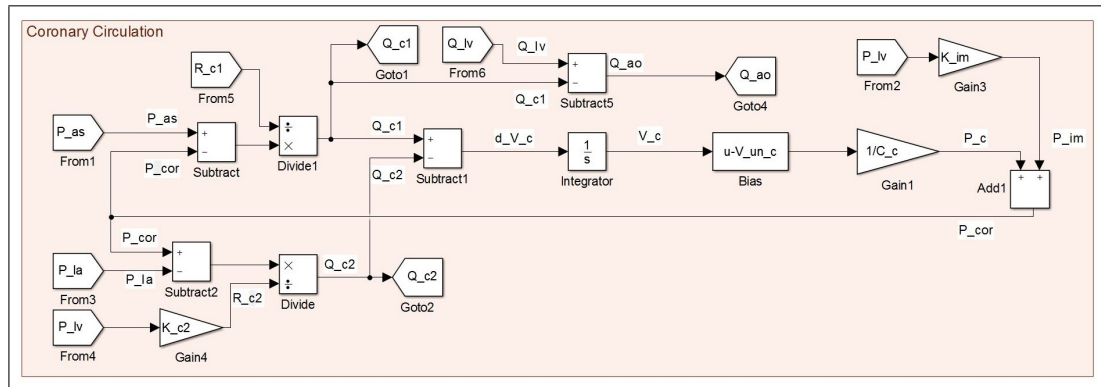 Coronary Circulation
Q_c1
Goto1
Q_lv
From6
Q_lv
+
−
Q_c1
Subtract5
Q_ao
Q_ao
Goto4
P_lv
From2
K_im
Gain3
R_c1
From5
P_as
From1
P_as
P_cor
+
−
Subtract
÷
×
Divide1
Q_c1
Q_c2
+
−
Subtract1
d_V_c
1
s
Integrator
V_c
u-V_un_c
Bias
1/C_c
Gain1
P_c
P_im
+ +
Add1
P_cor
P_cor
P_la
From3
P_la
+
−
Subtract2
×
÷
Divide
R_c2
Q_c2
Q_c2
Goto2
P_lv
From4
K_c2
Gain4